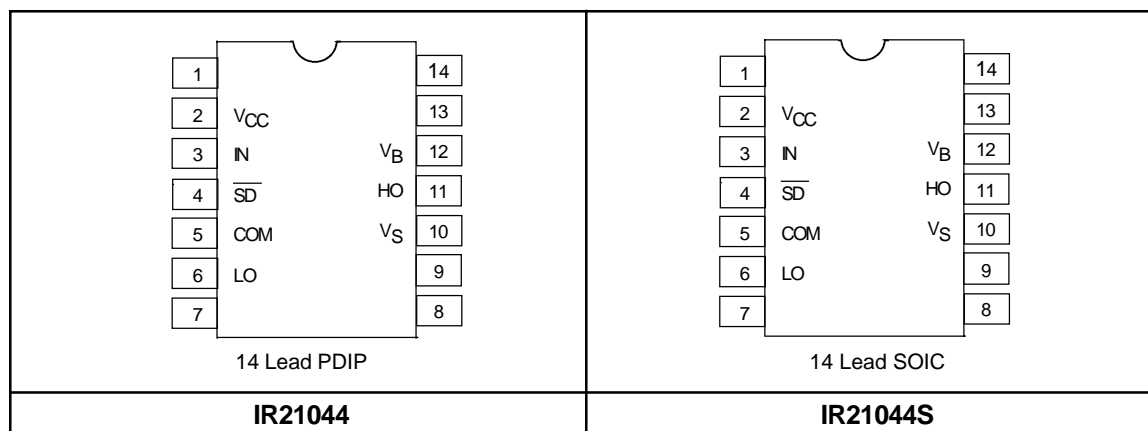 1 14
2 VCC 13
3 IN VB 12
4 SD HO 11
5 COM VS 10
6 LO 9
7 8
14 Lead PDIP
IR21044
1 14
2 VCC 13
3 IN VB 12
4 SD HO 11
5 COM VS 10
6 LO 9
7 8
14 Lead SOIC
IR21044S